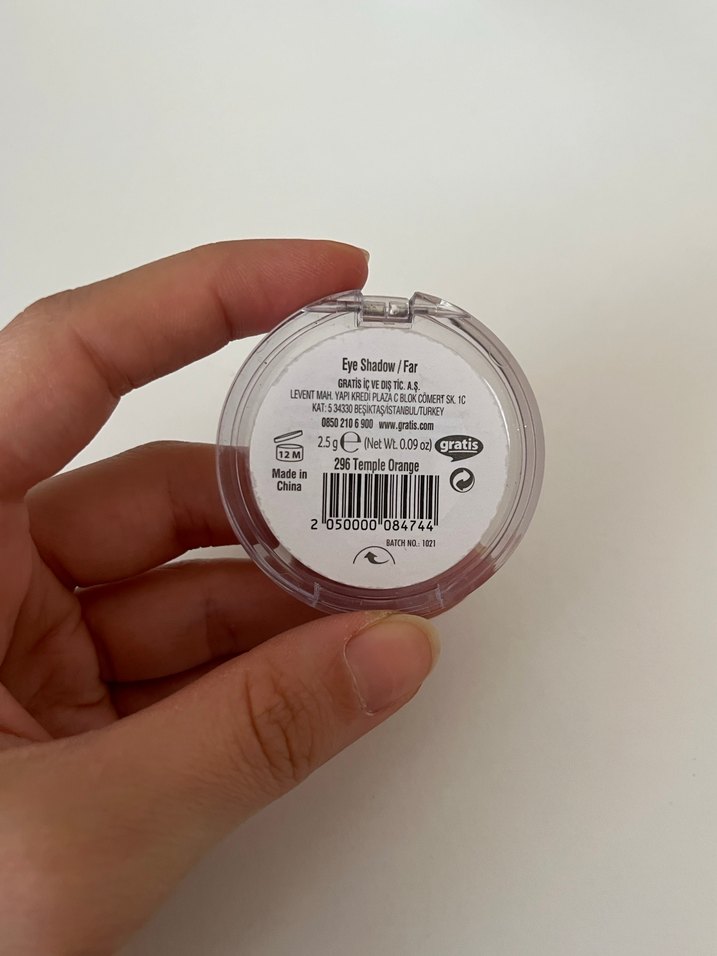 Eye Shadow / Far
GRATİS İÇ VE DIŞ TİC. A.Ş.
LEVENT MAH. YAPI KREDİ PLAZA C BLOK CÖMERT SK. 1C
KAT: 5 34330 BEŞİKTAŞ/İSTANBUL/TURKEY
0850 210 6 900 www.gratis.com
2.5 g e (Net Wt. 0.09 oz) gratis
12 M
296 Temple Orange
Made in
China
2 050000 084744
BATCH NO.: 1021